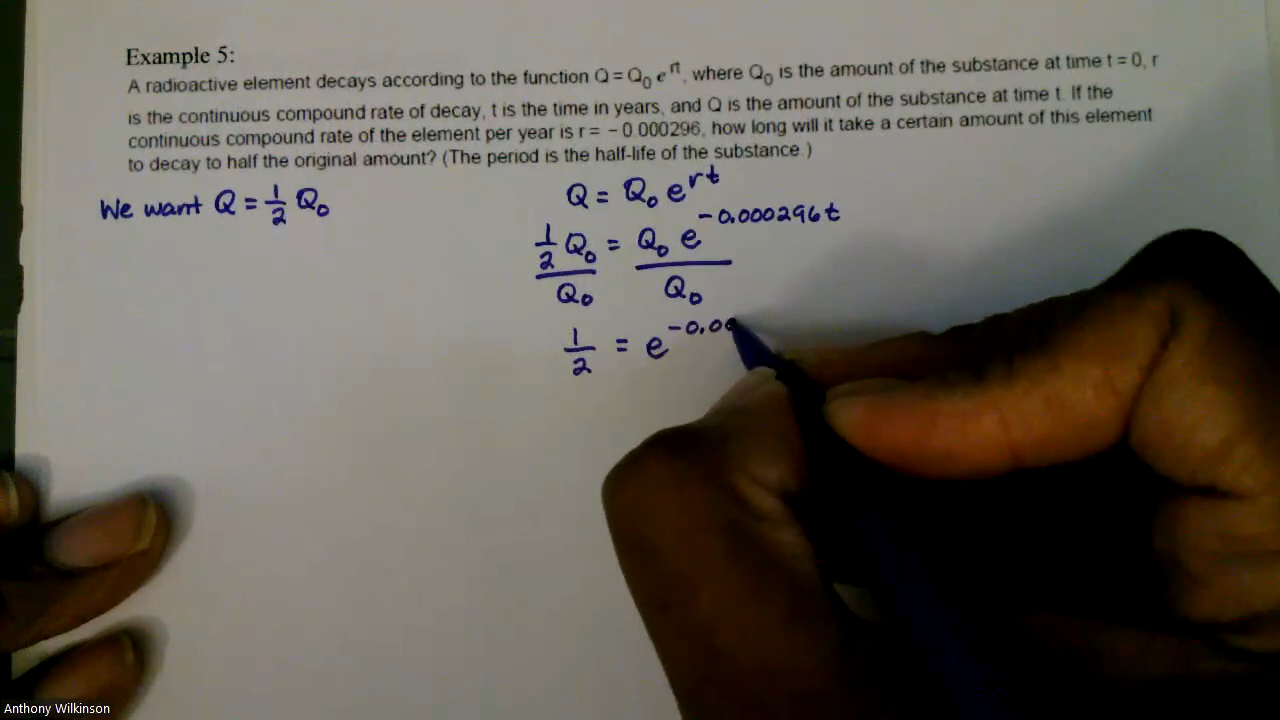 Example 5:
A radioactive element decays according to the function Q = Q₀ e^rt, where Q₀ is the amount of the substance at time t = 0, r
is the continuous compound rate of decay, t is the time in years, and Q is the amount of the substance at time t. If the
continuous compound rate of the element per year is r = − 0.000296, how long will it take a certain amount of this element
to decay to half the original amount? (The period is the half-life of the substance.)
We want Q = 1/2 Q₀
Q = Q₀ e^rt
1/2 Q₀ / Q₀ = Q₀ e^-0.000296t / Q₀
1/2 = e^-0.00
Anthony Wilkinson